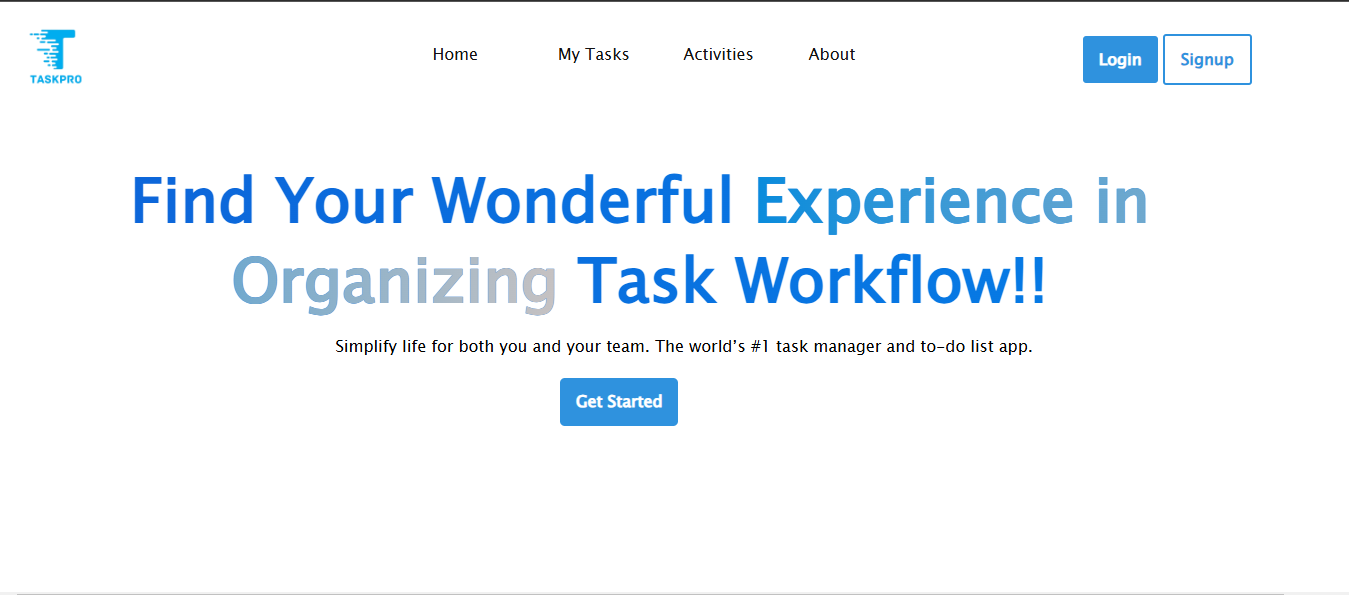 TASKPRO
Home
My Tasks
Activities
About
Login
Signup
Find Your Wonderful Experience in
Organizing Task Workflow!!
Simplify life for both you and your team. The world’s #1 task manager and to-do list app.
Get Started